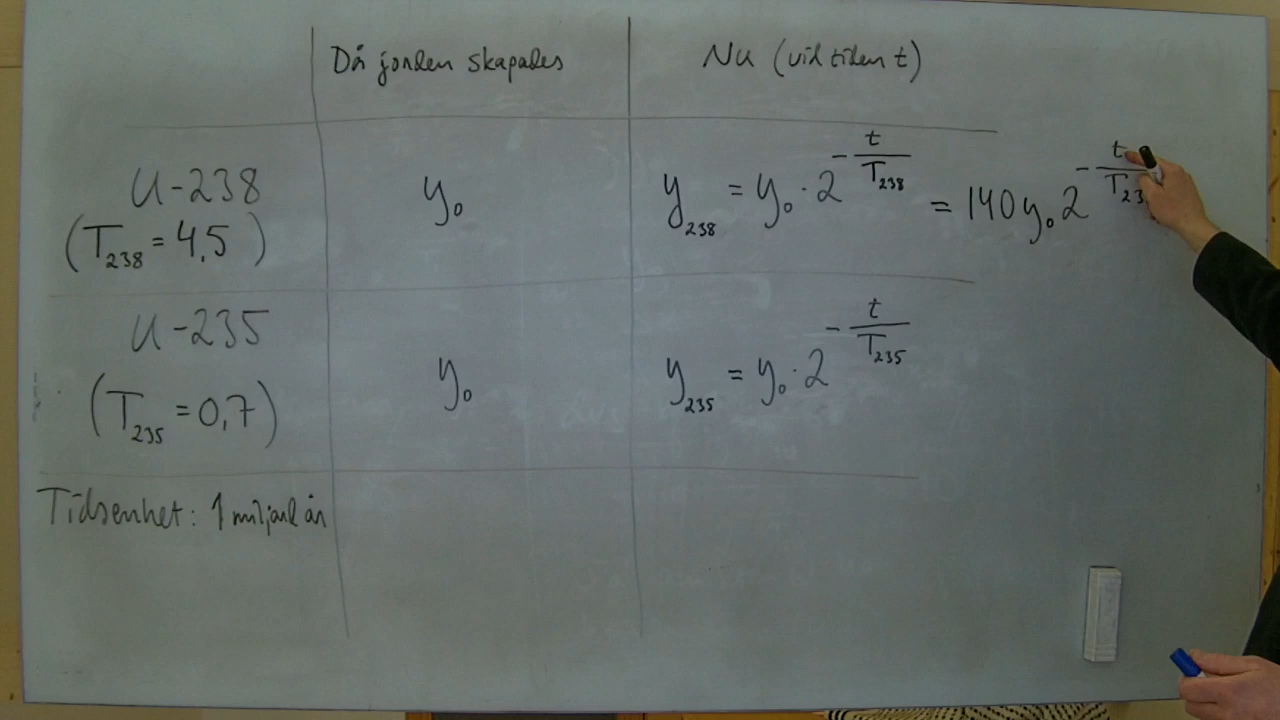 Då jorden skapades
Nu (vid tiden t)
U-238
(T₂₃₈ = 4,5 )
y₀
y₂₃₈ = y₀ · 2^(-t/T₂₃₈) = 140 y₀ 2^(-t/T₂₃
U-235
(T₂₃₅ = 0,7)
y₀
y₂₃₅ = y₀ · 2^(-t/T₂₃₅)
Tidsenhet: 1 miljard år